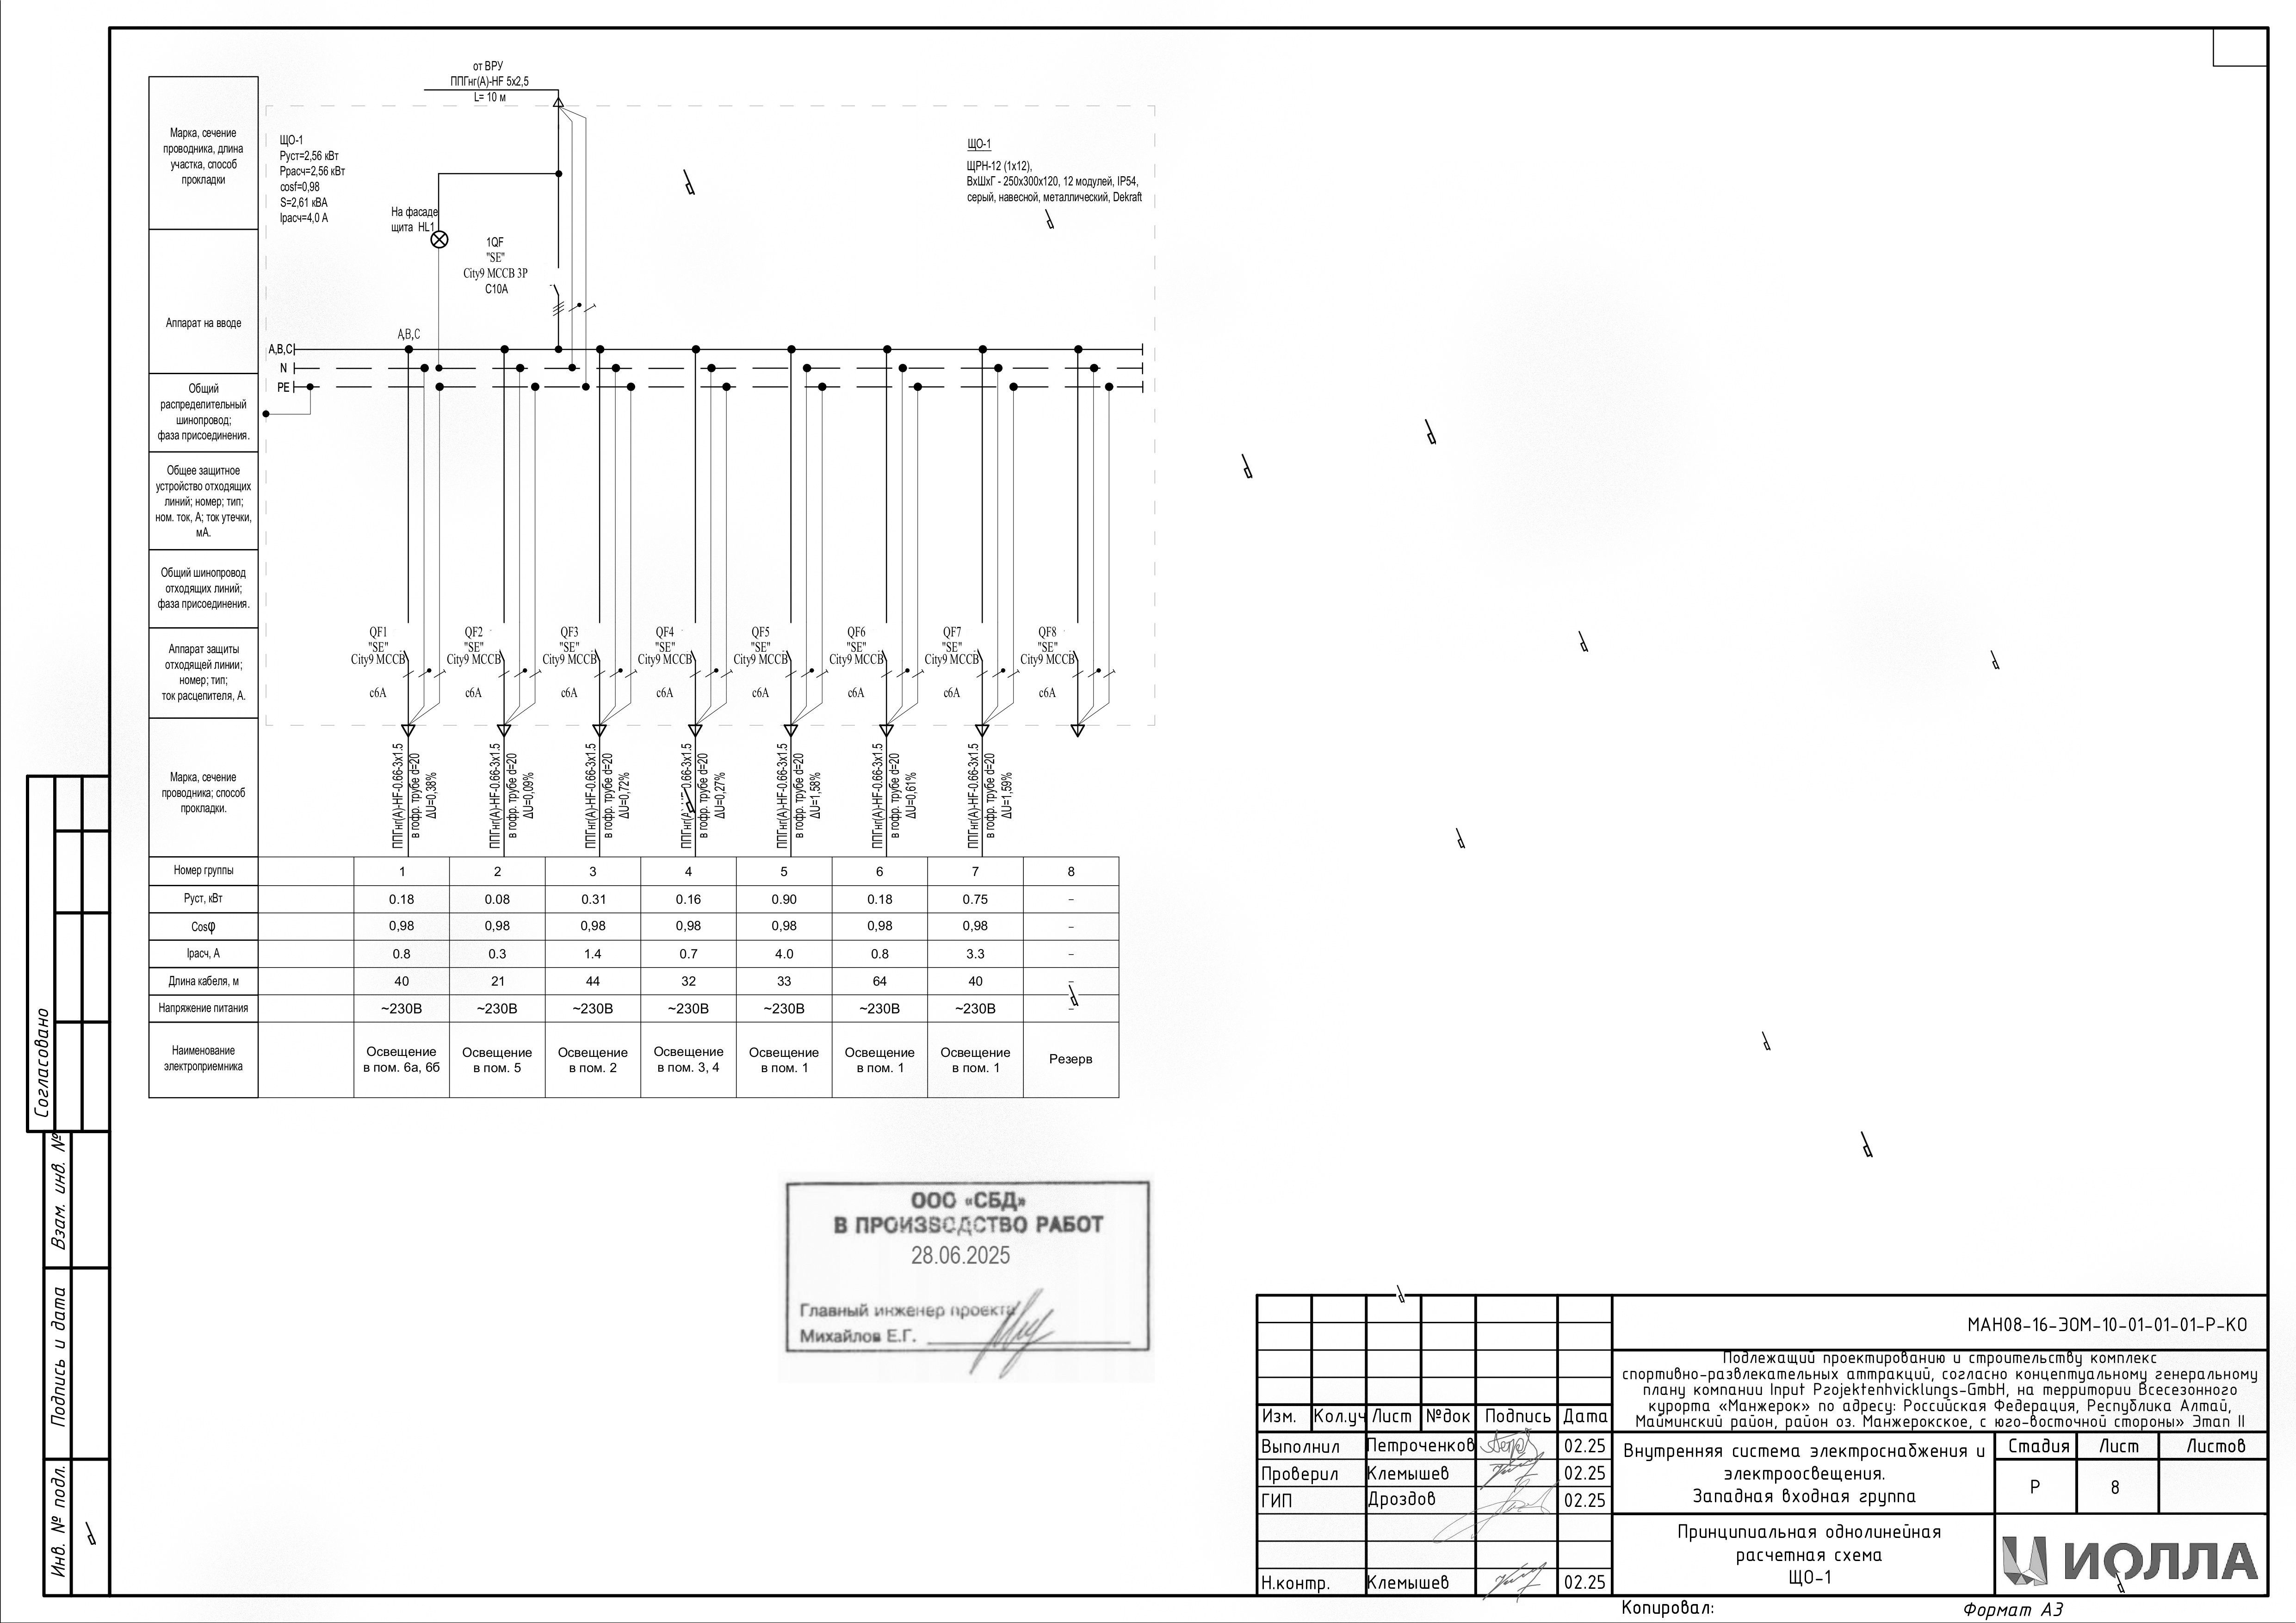 от ВРУ
ППГнг(А)-HF 5х2,5
L= 10 м
Марка, сечение
проводника, длина
участка, способ
прокладки
ЩО-1
Руст=2,56 кВт
Ррасч=2,56 кВт
cosf=0,98
S=2,61 кВА
Iрасч=4,0 А
ЩО-1
ЩРН-12 (1х12),
ВхШхГ - 250х300х120, 12 модулей, IP54,
серый, навесной, металлический, Dekraft
На фасаде
щита HL1
1QF
"SE"
City9 MCCB 3P
C10A
Аппарат на вводе
A,B,C
A,B,C
N
PE
Общий
распределительный
шинопровод;
фаза присоединения.
Общее защитное
устройство отходящих
линий; номер; тип;
ном. ток, А; ток утечки,
мА.
Общий шинопровод
отходящих линий;
фаза присоединения.
Аппарат защиты
отходящей линии;
номер; тип;
ток расцепителя, А.
QF1 QF2 QF3 QF4 QF5 QF6 QF7 QF8
"SE" "SE" "SE" "SE" "SE" "SE" "SE" "SE"
City9 MCCB City9 MCCB City9 MCCB City9 MCCB City9 MCCB City9 MCCB City9 MCCB City9 MCCB
c6A c6A c6A c6A c6A c6A c6A c6A
Марка, сечение
проводника; способ
прокладки.
ППГнг(А)-HF-0.66-3x1.5
в гофр. трубе d=20
ΔU=0,38%
ППГнг(А)-HF-0.66-3x1.5
в гофр. трубе d=20
ΔU=0,09%
ППГнг(А)-HF-0.66-3x1.5
в гофр. трубе d=20
ΔU=0,72%
0.66-3x1.5
в гофр. трубе d=20
ΔU=0,27%
ППГнг(А)-HF-0.66-3x1.5
в гофр. трубе d=20
ΔU=1,58%
ППГнг(А)-HF-0.66-3x1.5
в гофр. трубе d=20
ΔU=0,61%
ППГнг(А)-HF-0.66-3x1.5
в гофр. трубе d=20
ΔU=1,59%
Номер группы 1 2 3 4 5 6 7 8
Руст, кВт 0.18 0.08 0.31 0.16 0.90 0.18 0.75 –
Cosφ 0,98 0,98 0,98 0,98 0,98 0,98 0,98 –
Iрасч, А 0.8 0.3 1.4 0.7 4.0 0.8 3.3 –
Длина кабеля, м 40 21 44 32 33 64 40 –
Напряжение питания ~230В ~230В ~230В ~230В ~230В ~230В ~230В –
Наименование
электроприемника
Освещение
в пом. 6а, 6б
Освещение
в пом. 5
Освещение
в пом. 2
Освещение
в пом. 3, 4
Освещение
в пом. 1
Освещение
в пом. 1
Освещение
в пом. 1
Резерв
Согласовано
Взам. инв. №
Подпись и дата
Инв. № подл.
ООО «СБД»
В ПРОИЗВОДСТВО РАБОТ
28.06.2025
Главный инженер проекта
Михайлов Е.Г.
МАН08-16-ЭОМ-10-01-01-01-Р-КО
Подлежащий проектированию и строительству комплекс
спортивно-развлекательных аттракций, согласно концептуальному генеральному
плану компании Input Projektenhvicklungs-GmbH, на территории Всесезонного
курорта «Манжерок» по адресу: Российская Федерация, Республика Алтай,
Майминский район, район оз. Манжерокское, с юго-восточной стороны» Этап II
Изм. Кол.уч Лист №док Подпись Дата
Выполнил Петроченков 02.25
Проверил Клемышев 02.25
ГИП Дроздов 02.25
Н.контр. Клемышев 02.25
Внутренняя система электроснабжения и
электроосвещения.
Западная входная группа
Стадия Лист Листов
Р 8
Принципиальная однолинейная
расчетная схема
ЩО-1
ИОЛЛА
Копировал:
Формат А3